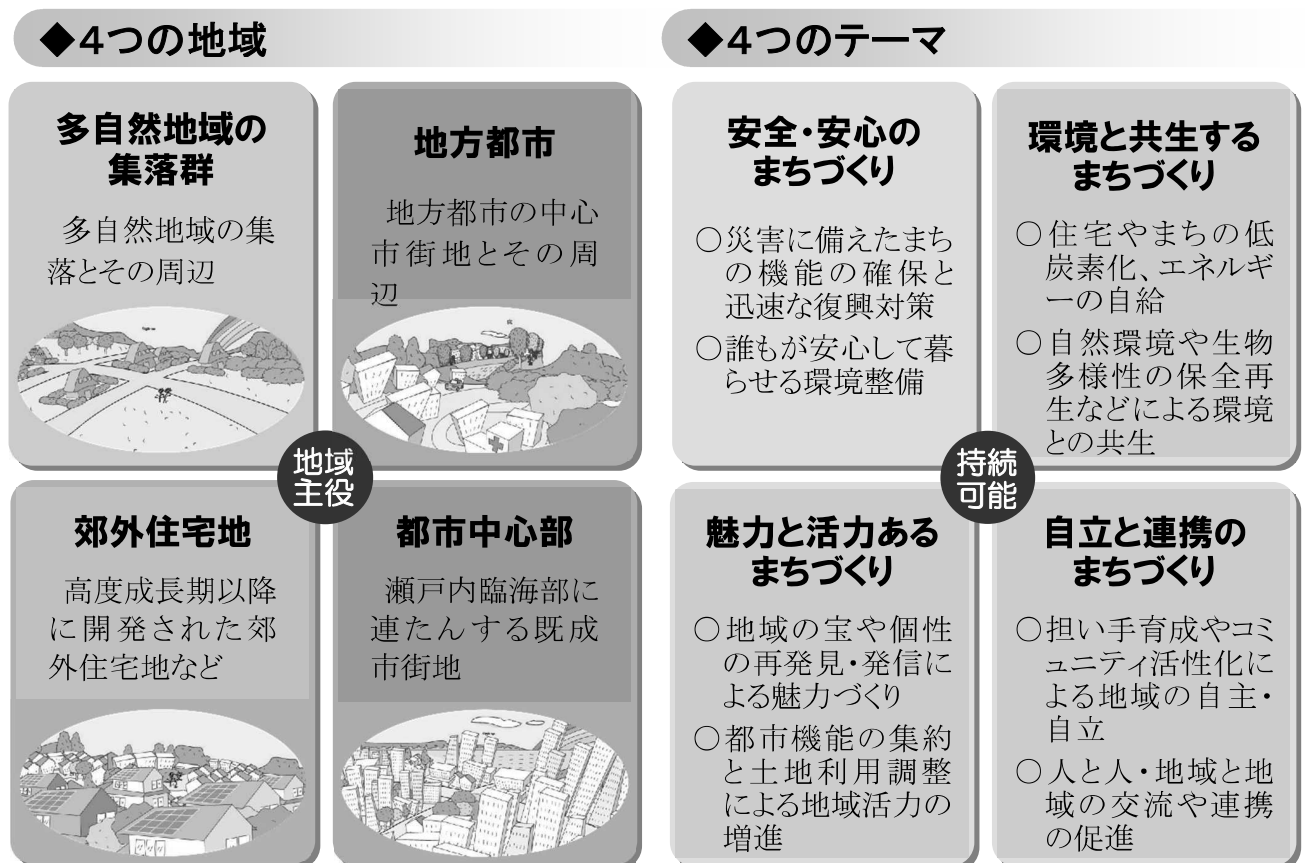 ◆4つの地域
多自然地域の
集落群
多自然地域の集
落とその周辺
地方都市
地方都市の中心
市街地とその周
辺
地域
主役
郊外住宅地
高度成長期以降
に開発された郊
外住宅地など
都市中心部
瀬戸内臨海部に
連たんする既成
市街地
◆4つのテーマ
安全・安心の
まちづくり
○災害に備えたまち
の機能の確保と
迅速な復興対策
○誰もが安心して暮
らせる環境整備
環境と共生する
まちづくり
○住宅やまちの低
炭素化、エネルギ
ーの自給
○自然環境や生物
多様性の保全再
生などによる環境
との共生
持続
可能
魅力と活力ある
まちづくり
○地域の宝や個性
の再発見・発信に
よる魅力づくり
○都市機能の集約
と土地利用調整
による地域活力の
増進
自立と連携の
まちづくり
○担い手育成やコミ
ュニティ活性化に
よる地域の自主・
自立
○人と人・地域と地
域の交流や連携
の促進